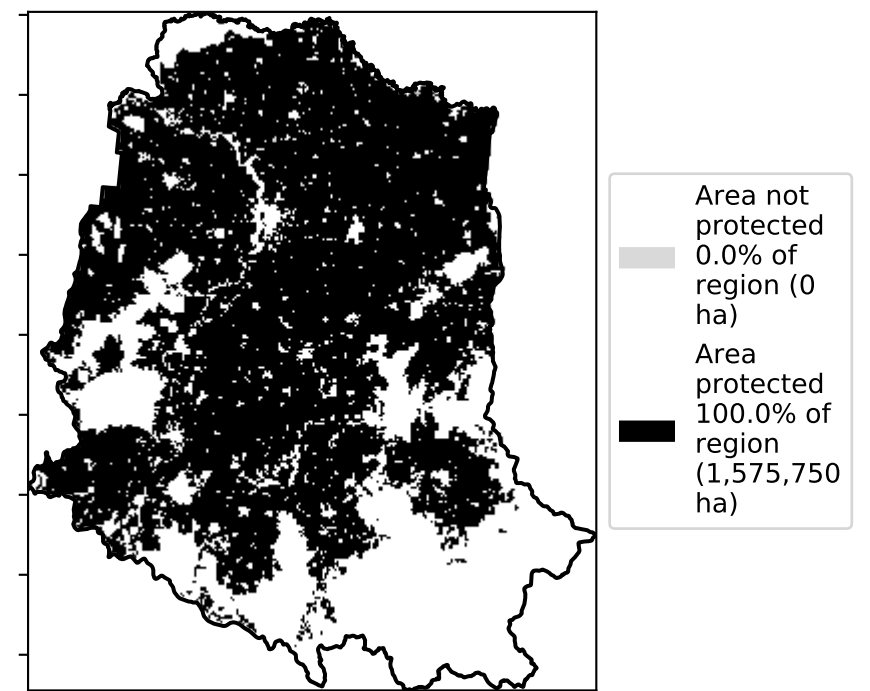 Area not
protected
0.0% of
region (0
ha)
Area
protected
100.0% of
region
(1,575,750
ha)